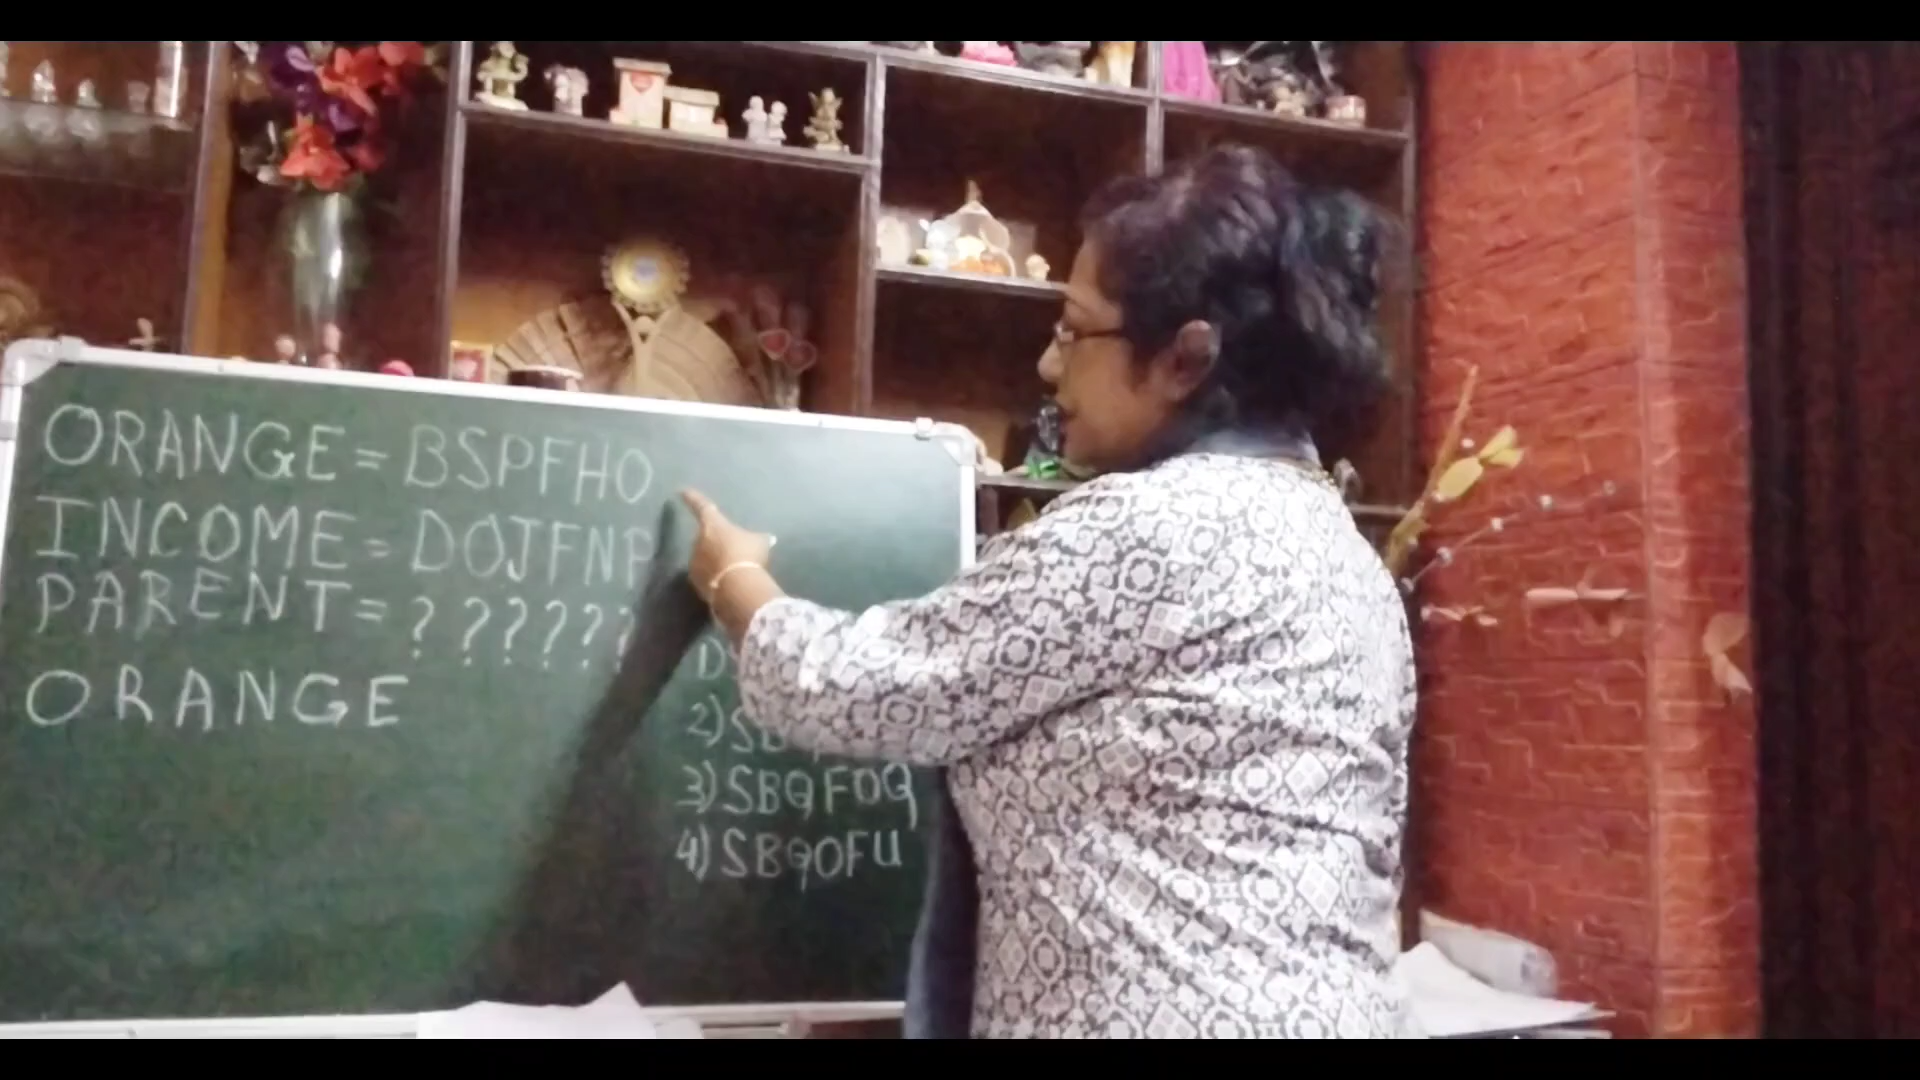 ORANGE = BSPFHO
INCOME = DOJFNP
PARENT = ??????
ORANGE
3) SBQFOQ
4) SBQOFU